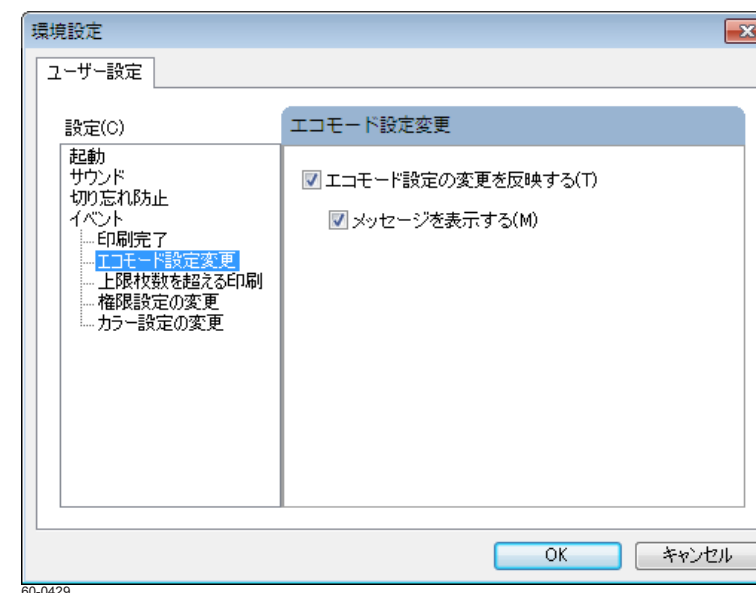 環境設定
ユーザー設定
設定(C)
起動
サウンド
切り忘れ防止
イベント
印刷完了
エコモード設定変更
上限枚数を超える印刷
権限設定の変更
カラー設定の変更
エコモード設定変更
エコモード設定の変更を反映する(T)
メッセージを表示する(M)
OK
キャンセル
60-0429